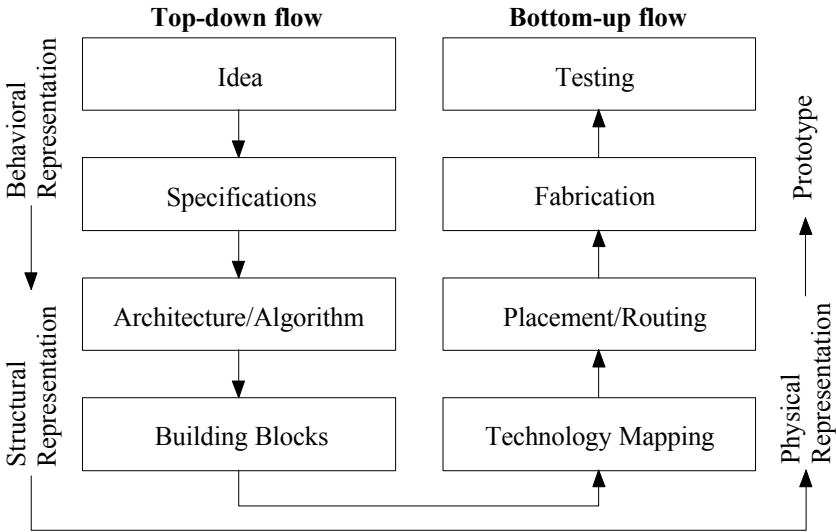 Top-down flow
Bottom-up flow
Idea
Testing
Specifications
Fabrication
Architecture/Algorithm
Placement/Routing
Building Blocks
Technology Mapping
Behavioral
Representation
Structural
Representation
Prototype
Physical
Representation